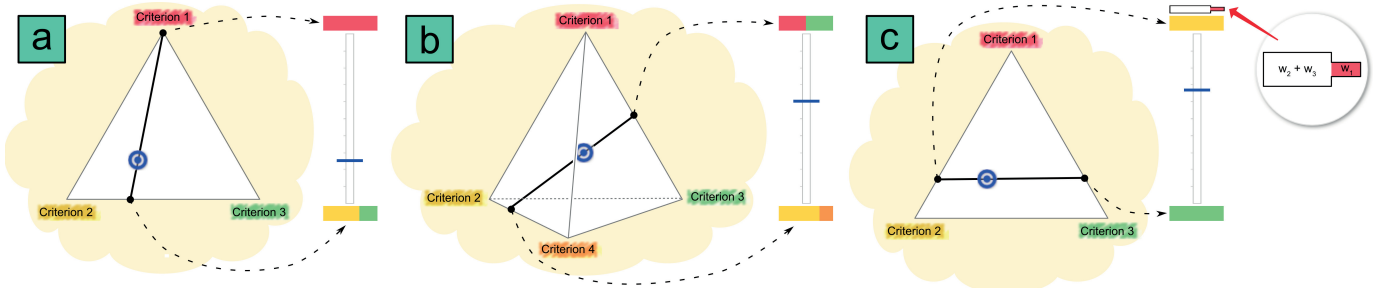 a
Criterion 1
Criterion 2
Criterion 3
b
Criterion 1
Criterion 2
Criterion 3
Criterion 4
c
Criterion 1
Criterion 2
Criterion 3
w₂ + w₃
w₁